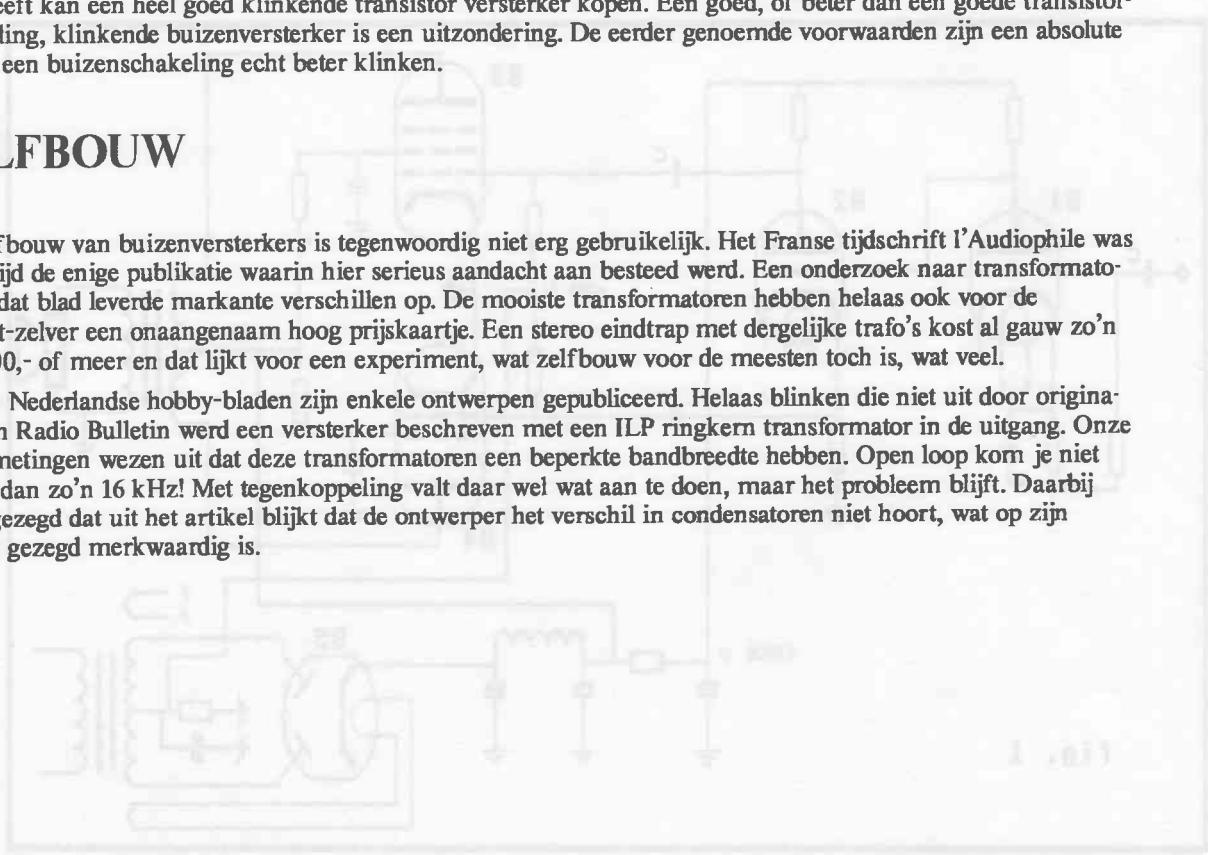 eeft kan een heel goed klinkende transistor versterker kopen. Een goed, of beter dan een goede transistor-
ling, klinkende buizenversterker is een uitzondering. De eerder genoemde voorwaarden zijn een absolute
een buizenschakeling echt beter klinken.
LFBOUW
fbouw van buizenversterkers is tegenwoordig niet erg gebruikelijk. Het Franse tijdschrift l'Audiophile was
ijd de enige publikatie waarin hier serieus aandacht aan besteed werd. Een onderzoek naar transformato-
dat blad leverde markante verschillen op. De mooiste transformatoren hebben helaas ook voor de
t-zelver een onaangenaam hoog prijskaartje. Een stereo eindtrap met dergelijke trafo's kost al gauw zo'n
00,- of meer en dat lijkt voor een experiment, wat zelfbouw voor de meesten toch is, wat veel.
Nederlandse hobby-bladen zijn enkele ontwerpen gepubliceerd. Helaas blinken die niet uit door origina-
n Radio Bulletin werd een versterker beschreven met een ILP ringkern transformator in de uitgang. Onze
metingen wezen uit dat deze transformatoren een beperkte bandbreedte hebben. Open loop kom je niet
dan zo'n 16 kHz! Met tegenkoppeling valt daar wel wat aan te doen, maar het probleem blijft. Daarbij
gezegd dat uit het artikel blijkt dat de ontwerper het verschil in condensatoren niet hoort, wat op zijn
gezegd merkwaardig is.
B3
C
B2
B1
fig. 1